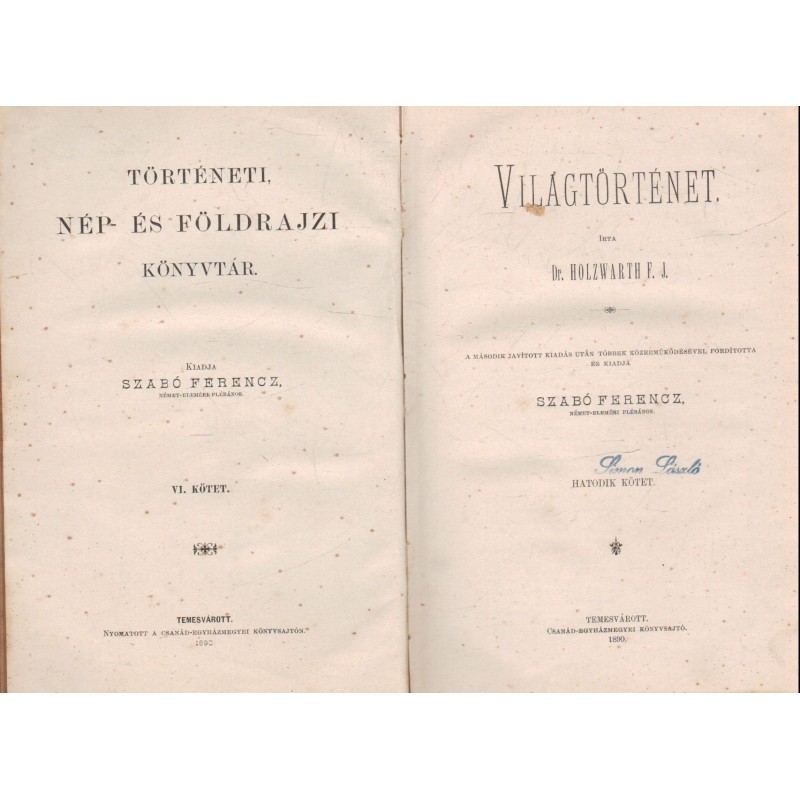 TÖRTÉNETI,
NÉP- ÉS FÖLDRAJZI
KÖNYVTÁR.
KIADJA
SZABÓ FERENCZ,
NÉMET-ELEMÉRI PLÉBÁNOS.
VI. KÖTET.
TEMESVÁROTT.
NYOMATOTT A CSANÁD-EGYHÁZMEGYEI KÖNYVSAJTÓN.
1890
VILÁGTÖRTÉNET.
IRTA
Dr. HOLZWARTH F. J.
A MÁSODIK JAVÍTOTT KIADÁS UTÁN TÖBBEK KÖZREMŰKÖDÉSÉVEL FORDÍTOTTA
ÉS KIADJA
SZABÓ FERENCZ,
NÉMET-ELEMÉRI PLÉBÁNOS.
Simon László
HATODIK KÖTET.
TEMESVÁROTT.
CSANÁD-EGYHÁZMEGYEI KÖNYVSAJTÓ.
1890.